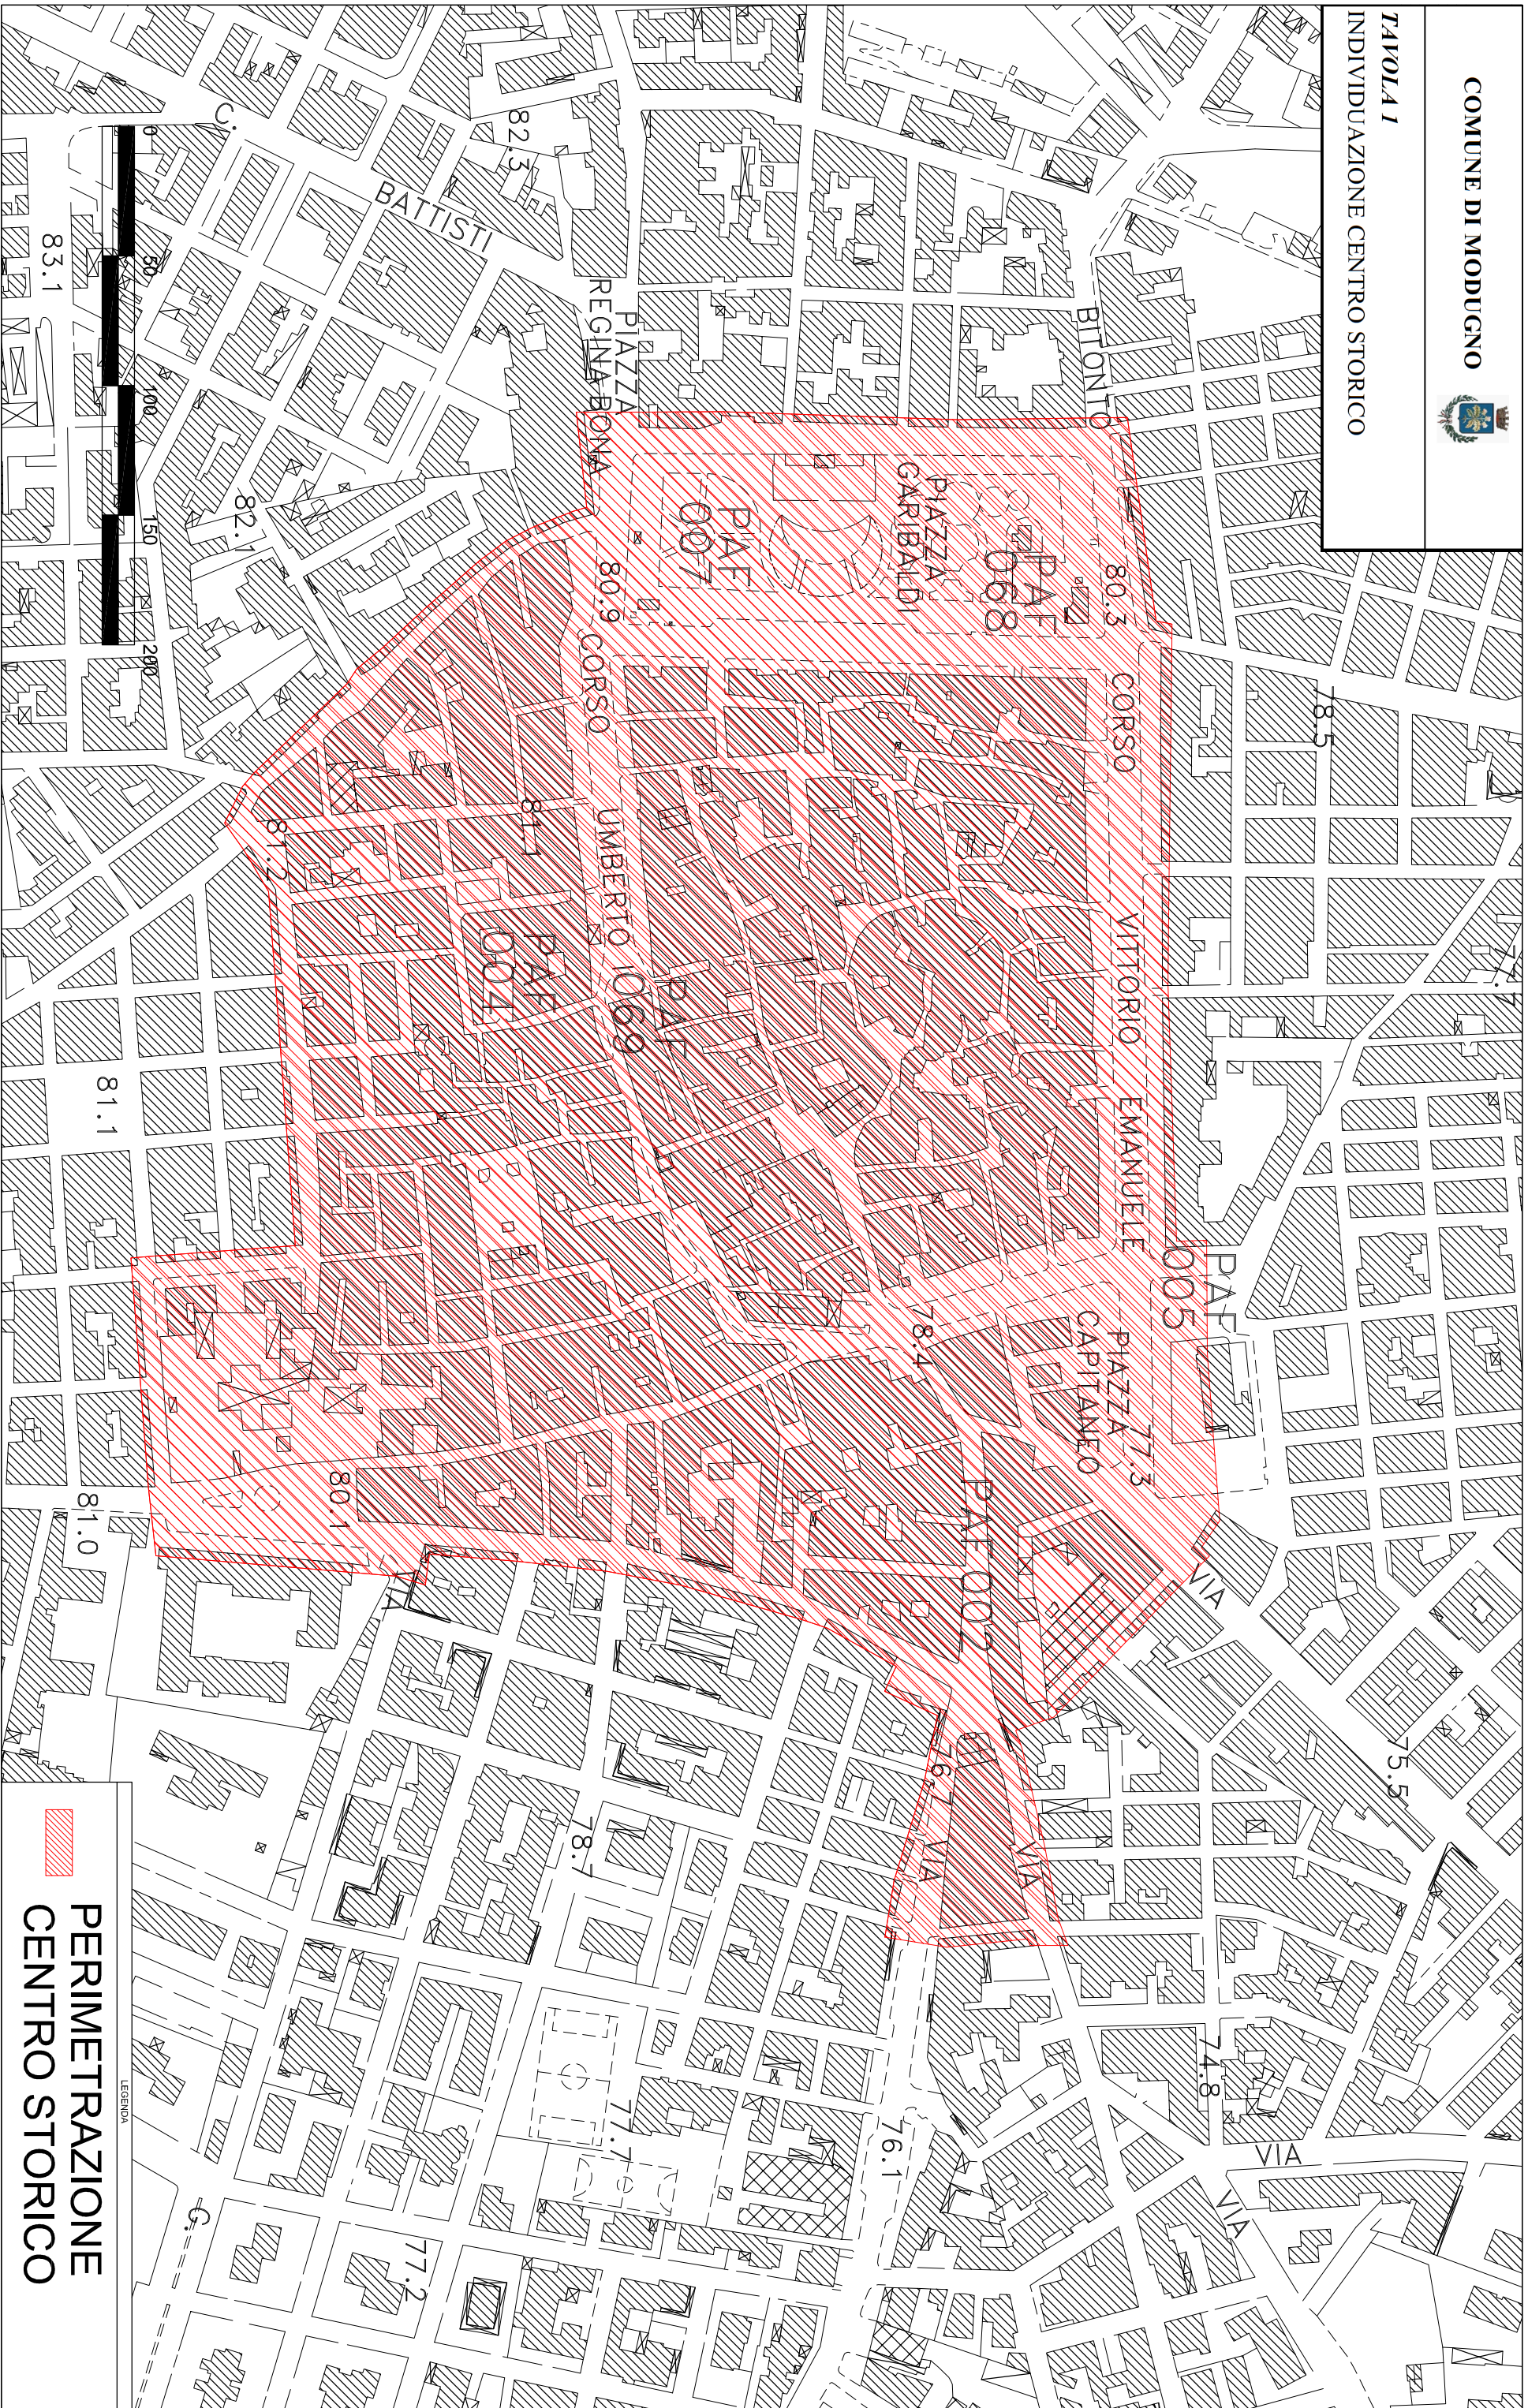 COMUNE DI MODUGNO
TAVOLA 1
INDIVIDUAZIONE CENTRO STORICO
C.
BATTISTI
82.3
83.1
0
50
100
150
200
82.1
PIAZZA
REGINA BONA
BITONTO
PIAZZA
GARIBALDI
PAF
007
PAF
068
80.3
80.9
CORSO
UMBERTO I
CORSO
VITTORIO
EMANUELE
78.5
77.7
81.1
81.2
PAF
004
PAF
069
81.1
PAF
005
PIAZZA
CAPITANEO
77.3
78.4
PAF 002
80.1
81.0
VIA
VIA
75.5
76.7
VIA
VIA
78.7
74.8
VIA
VIA
76.1
77.7
77.2
G.
LEGENDA
PERIMETRAZIONE
CENTRO STORICO